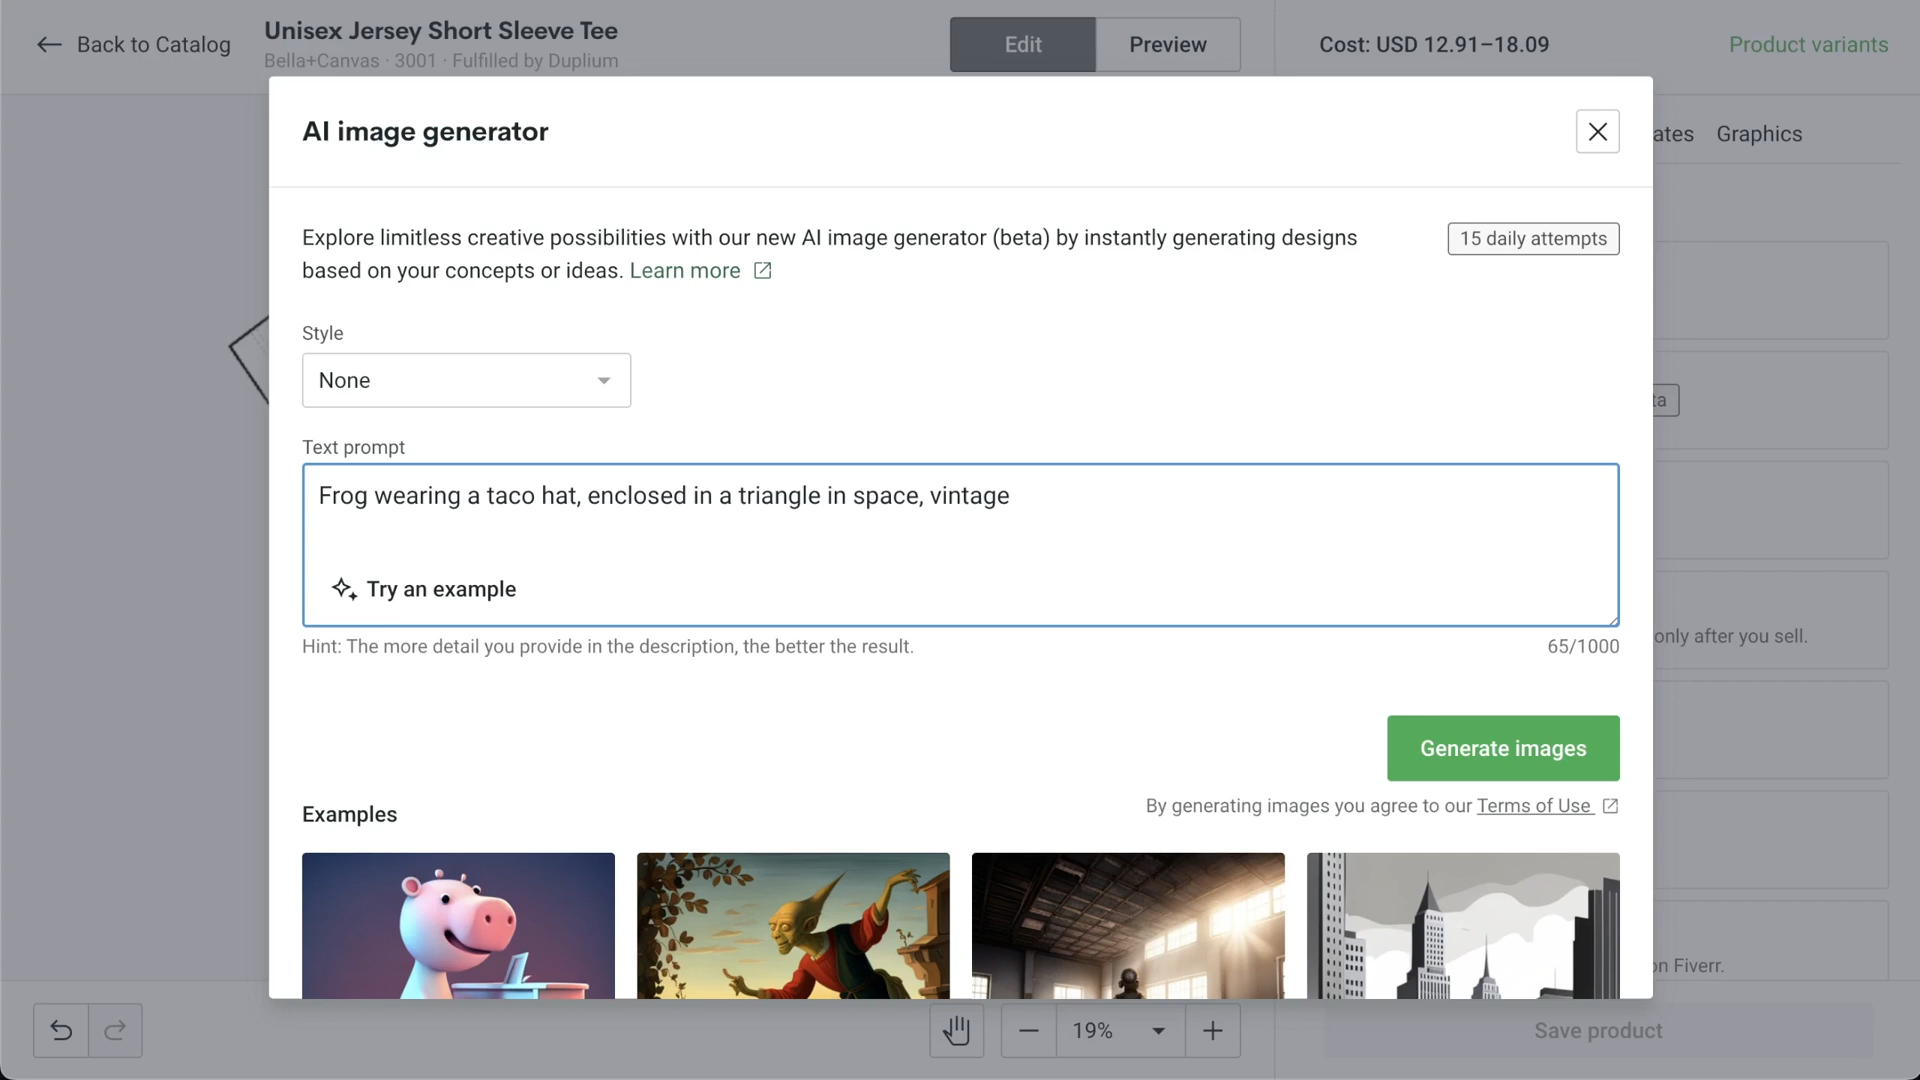 Back to Catalog
Unisex Jersey Short Sleeve Tee
Bella+Canvas · 3001 · Fulfilled by Duplium
Edit
Preview
Cost: USD 12.91–18.09
Product variants
AI image generator
ates
Graphics
Explore limitless creative possibilities with our new AI image generator (beta) by instantly generating designs
based on your concepts or ideas. Learn more
15 daily attempts
Style
None
ta
Text prompt
Frog wearing a taco hat, enclosed in a triangle in space, vintage
Try an example
Hint: The more detail you provide in the description, the better the result.
65/1000
only after you sell.
Generate images
By generating images you agree to our Terms of Use
Examples
on Fiverr.
19%
Save product